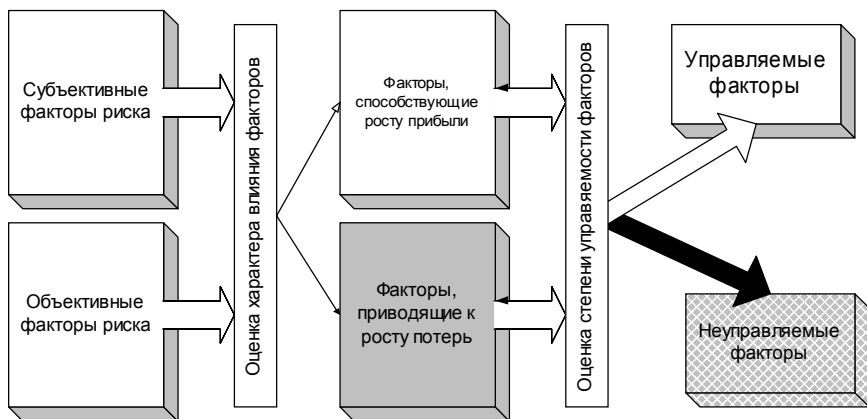 Субъективные
факторы риска
Объективные
факторы риска
Оценка характера влияния факторов
Факторы,
способствующие
росту прибыли
Факторы,
приводящие к
росту потерь
Оценка степени управяемости факторов
Управляемые
факторы
Неуправляемые
факторы